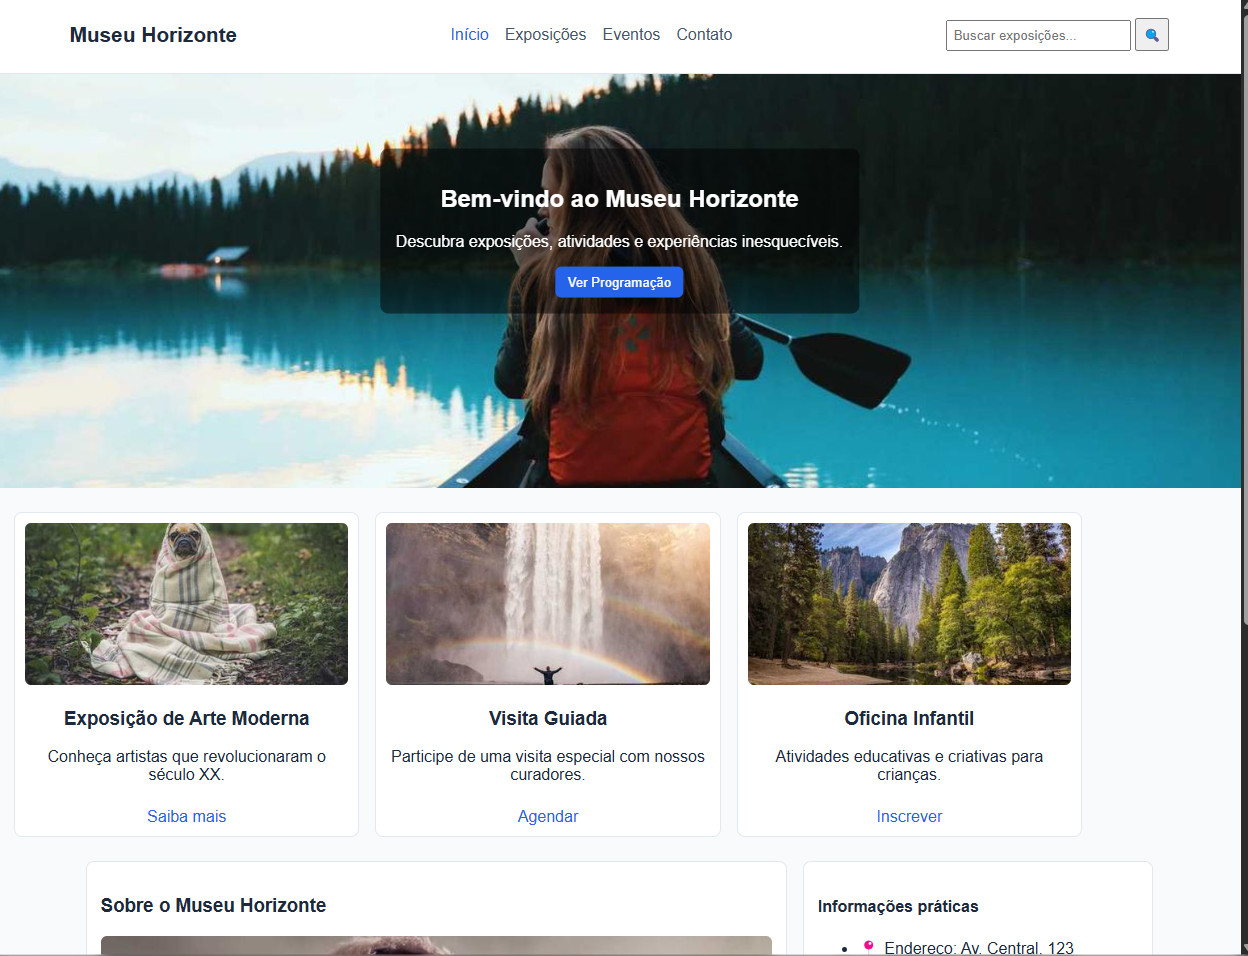 Museu Horizonte
Início Exposições Eventos Contato
Buscar exposições...
Bem-vindo ao Museu Horizonte
Descubra exposições, atividades e experiências inesquecíveis.
Ver Programação
Exposição de Arte Moderna
Conheça artistas que revolucionaram o
século XX.
Saiba mais
Visita Guiada
Participe de uma visita especial com nossos
curadores.
Agendar
Oficina Infantil
Atividades educativas e criativas para
crianças.
Inscrever
Sobre o Museu Horizonte
Informações práticas
Endereço: Av. Central, 123